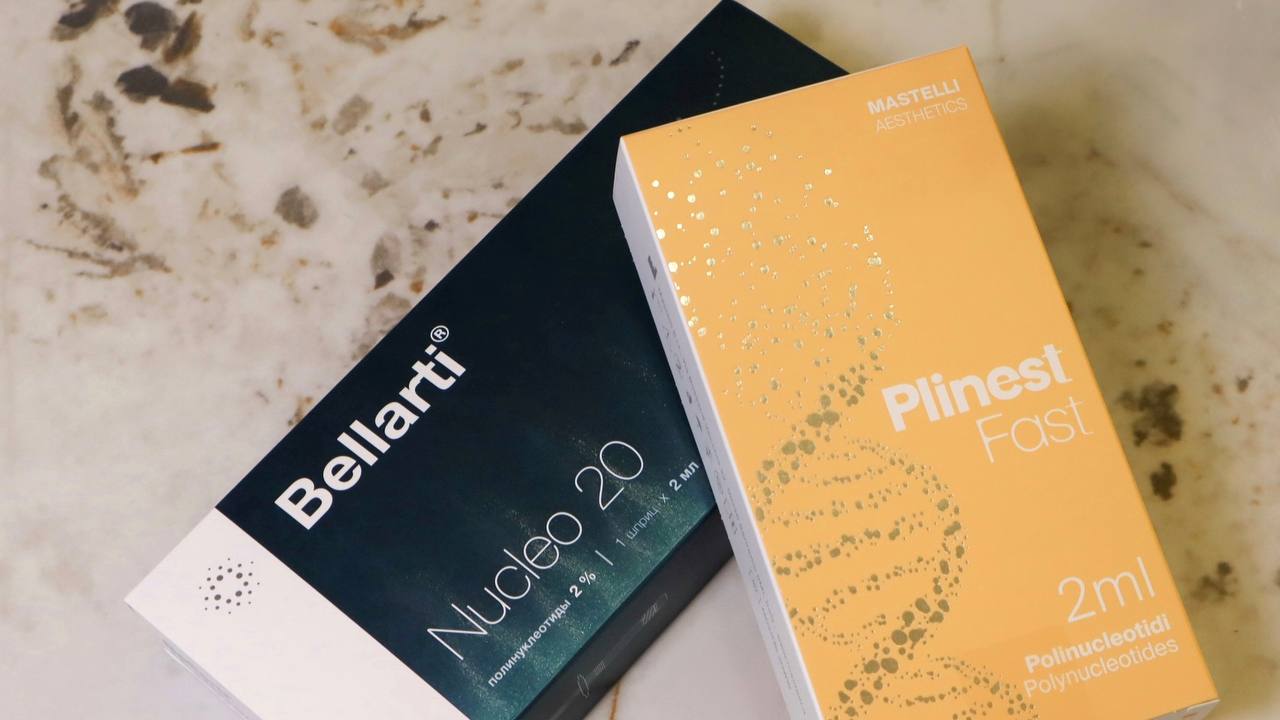 Bellarti®
Nucleo 20
полинуклеотиды 2 % | 1 шприц x 2 мл
MASTELLI
AESTHETICS
Plinest
Fast
2ml
Polinucleotidi
Polynucleotides